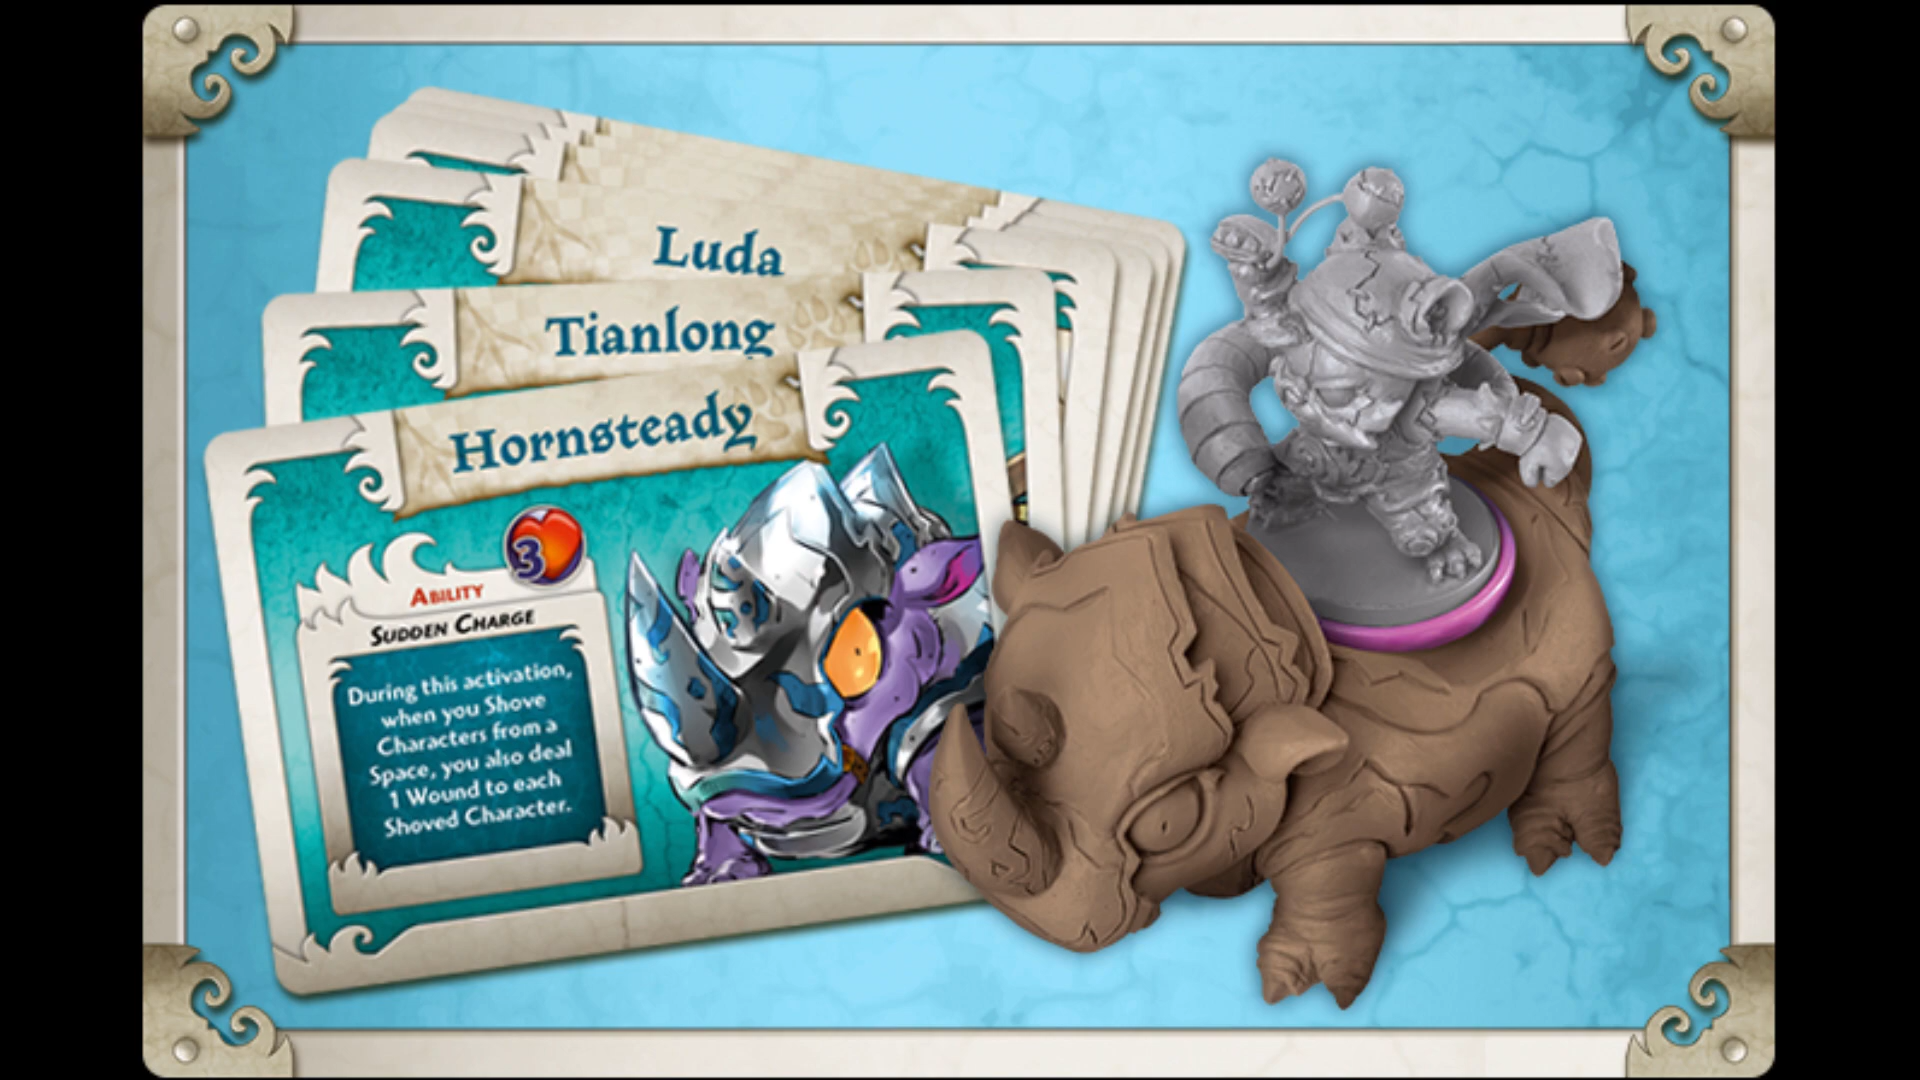 Luda
Tianlong
Hornsteady
3
Ability
Sudden Charge
During this activation,
when you Shove
Characters from a
Space, you also deal
1 Wound to each
Shoved Character.